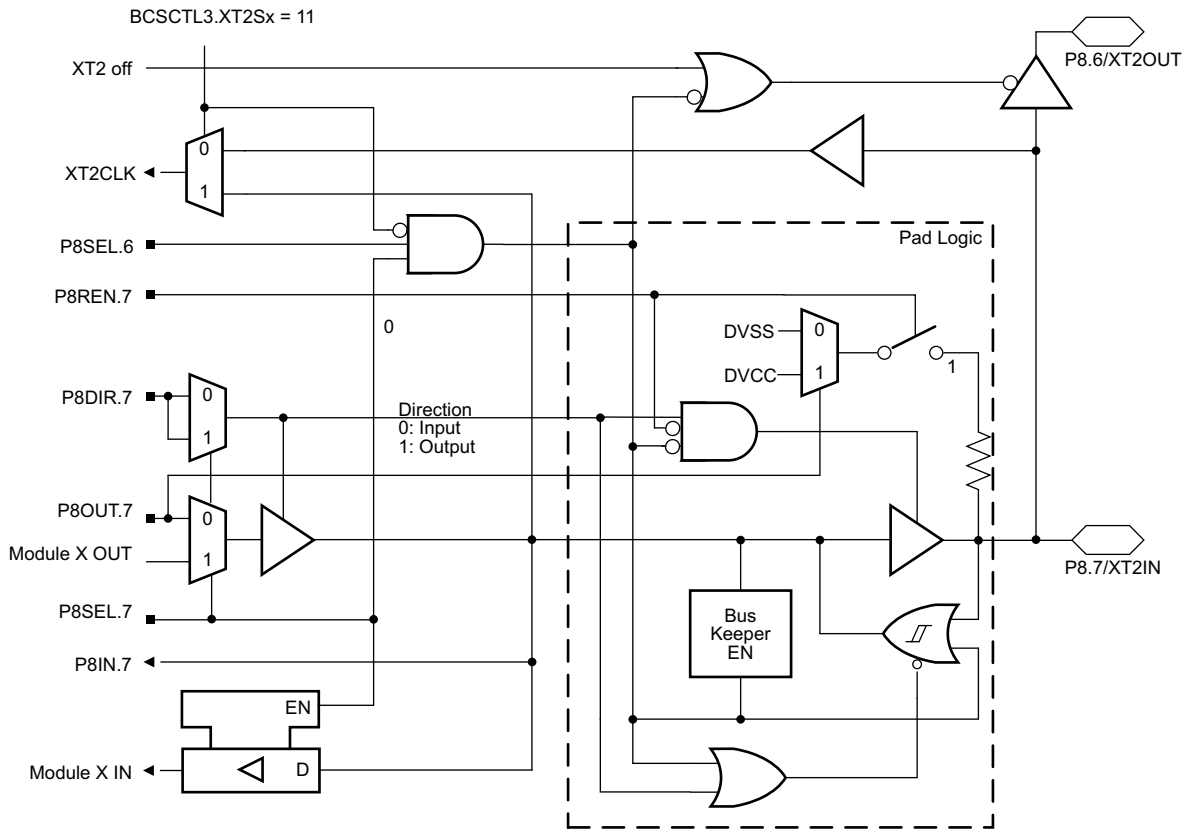 BCSCTL3.XT2Sx = 11
P8.6/XT2OUT
XT2 off
0
XT2CLK
1
P8SEL.6
Pad Logic
P8REN.7
0
DVSS
0
DVCC
1
1
P8DIR.7
0
1
Direction
0: Input
1: Output
P8OUT.7
0
Module X OUT
1
P8.7/XT2IN
P8SEL.7
Bus
Keeper
EN
P8IN.7
EN
Module X IN
D